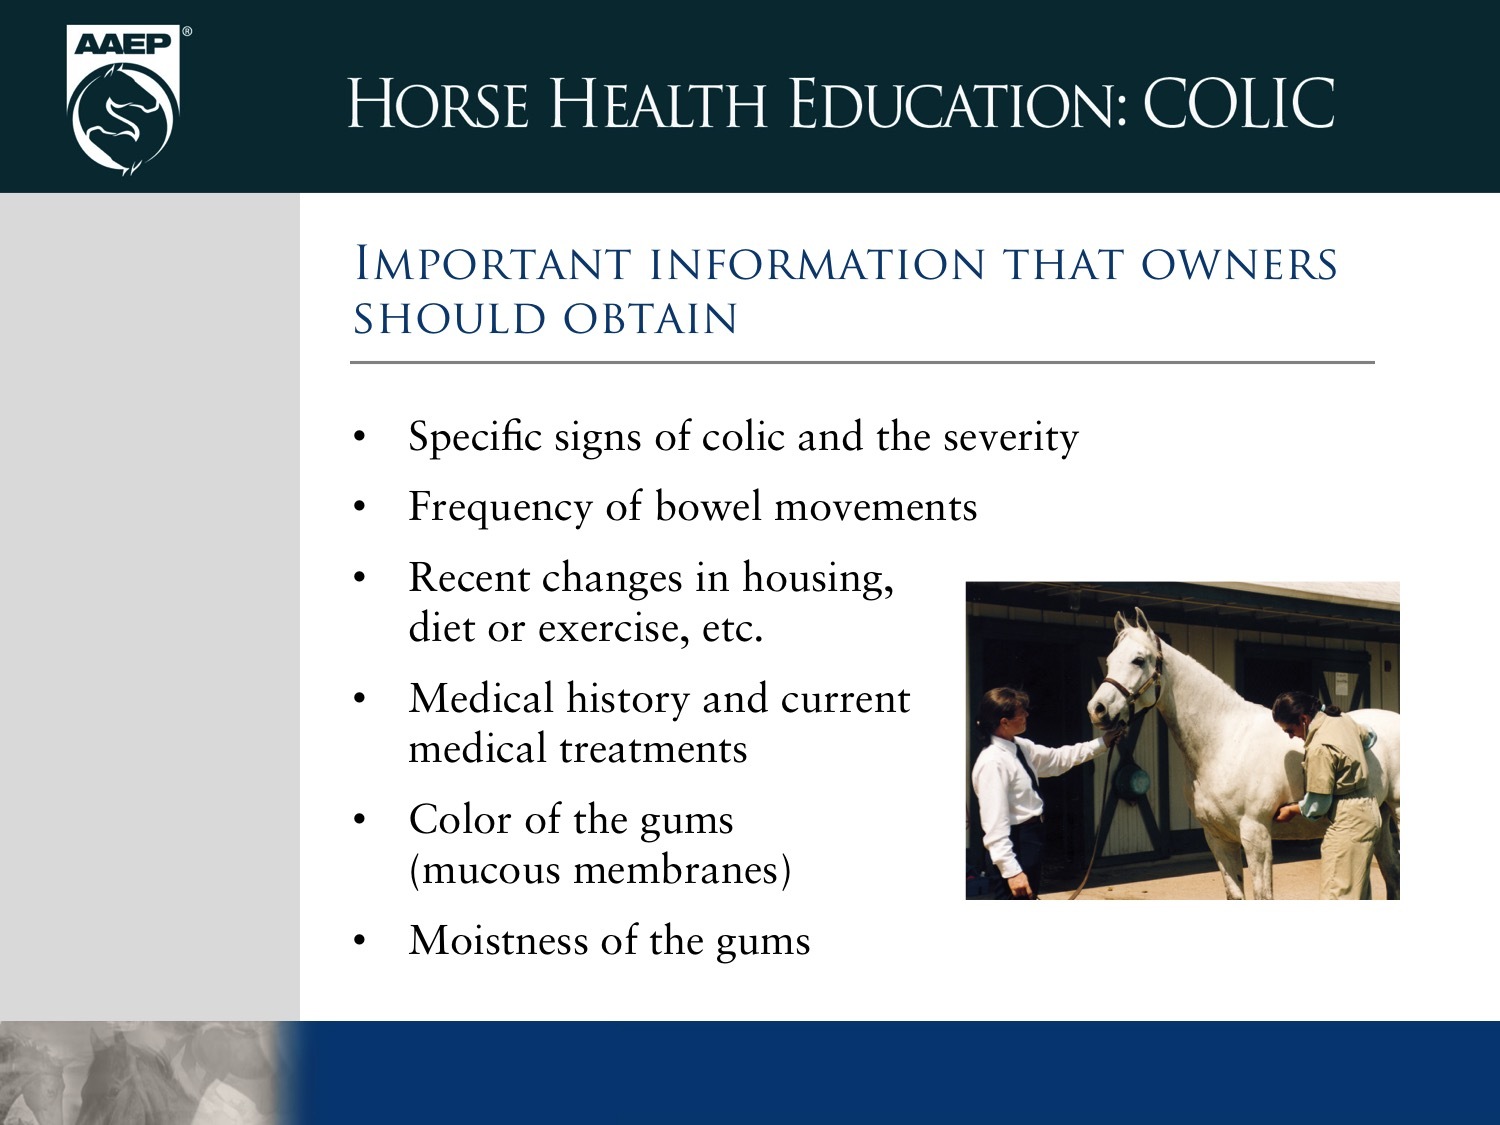 AAEP ®
Horse Health Education: COLIC
Important information that owners
should obtain
• Specific signs of colic and the severity
• Frequency of bowel movements
• Recent changes in housing,
diet or exercise, etc.
• Medical history and current
medical treatments
• Color of the gums
(mucous membranes)
• Moistness of the gums